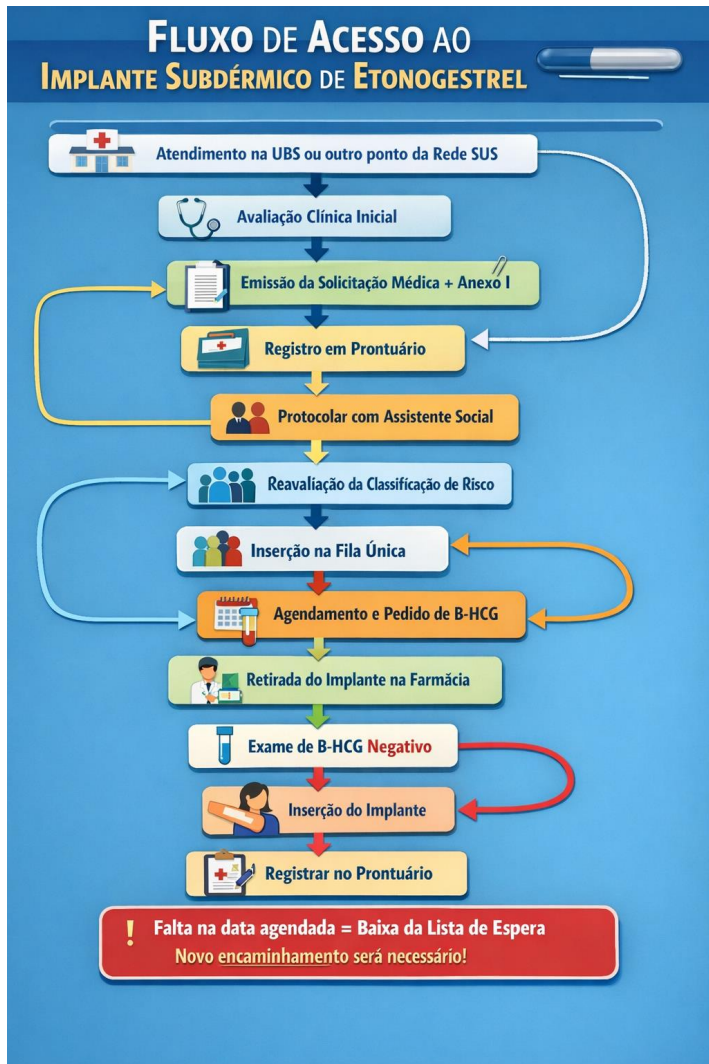 FLUXO DE ACESSO AO
IMPLANTE SUBDÉRMICO DE ETONOGESTREL
Atendimento na UBS ou outro ponto da Rede SUS
Avaliação Clínica Inicial
Emissão da Solicitação Médica + Anexo I
Registro em Prontuário
Protocolar com Assistente Social
Reavaliação da Classificação de Risco
Inserção na Fila Única
Agendamento e Pedido de B-HCG
Retirada do Implante na Farmácia
Exame de B-HCG Negativo
Inserção do Implante
Registrar no Prontuário
! Falta na data agendada = Baixa da Lista de Espera
Novo encaminhamento será necessário!